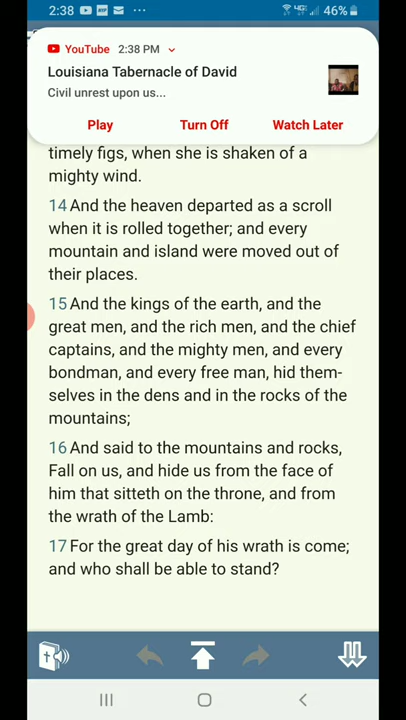 2:38
46%
YouTube 2:38 PM
Louisiana Tabernacle of David
Civil unrest upon us...
Play Turn Off Watch Later
timely figs, when she is shaken of a
mighty wind.
14 And the heaven departed as a scroll
when it is rolled together; and every
mountain and island were moved out of
their places.
15 And the kings of the earth, and the
great men, and the rich men, and the chief
captains, and the mighty men, and every
bondman, and every free man, hid them-
selves in the dens and in the rocks of the
mountains;
16 And said to the mountains and rocks,
Fall on us, and hide us from the face of
him that sitteth on the throne, and from
the wrath of the Lamb:
17 For the great day of his wrath is come;
and who shall be able to stand?